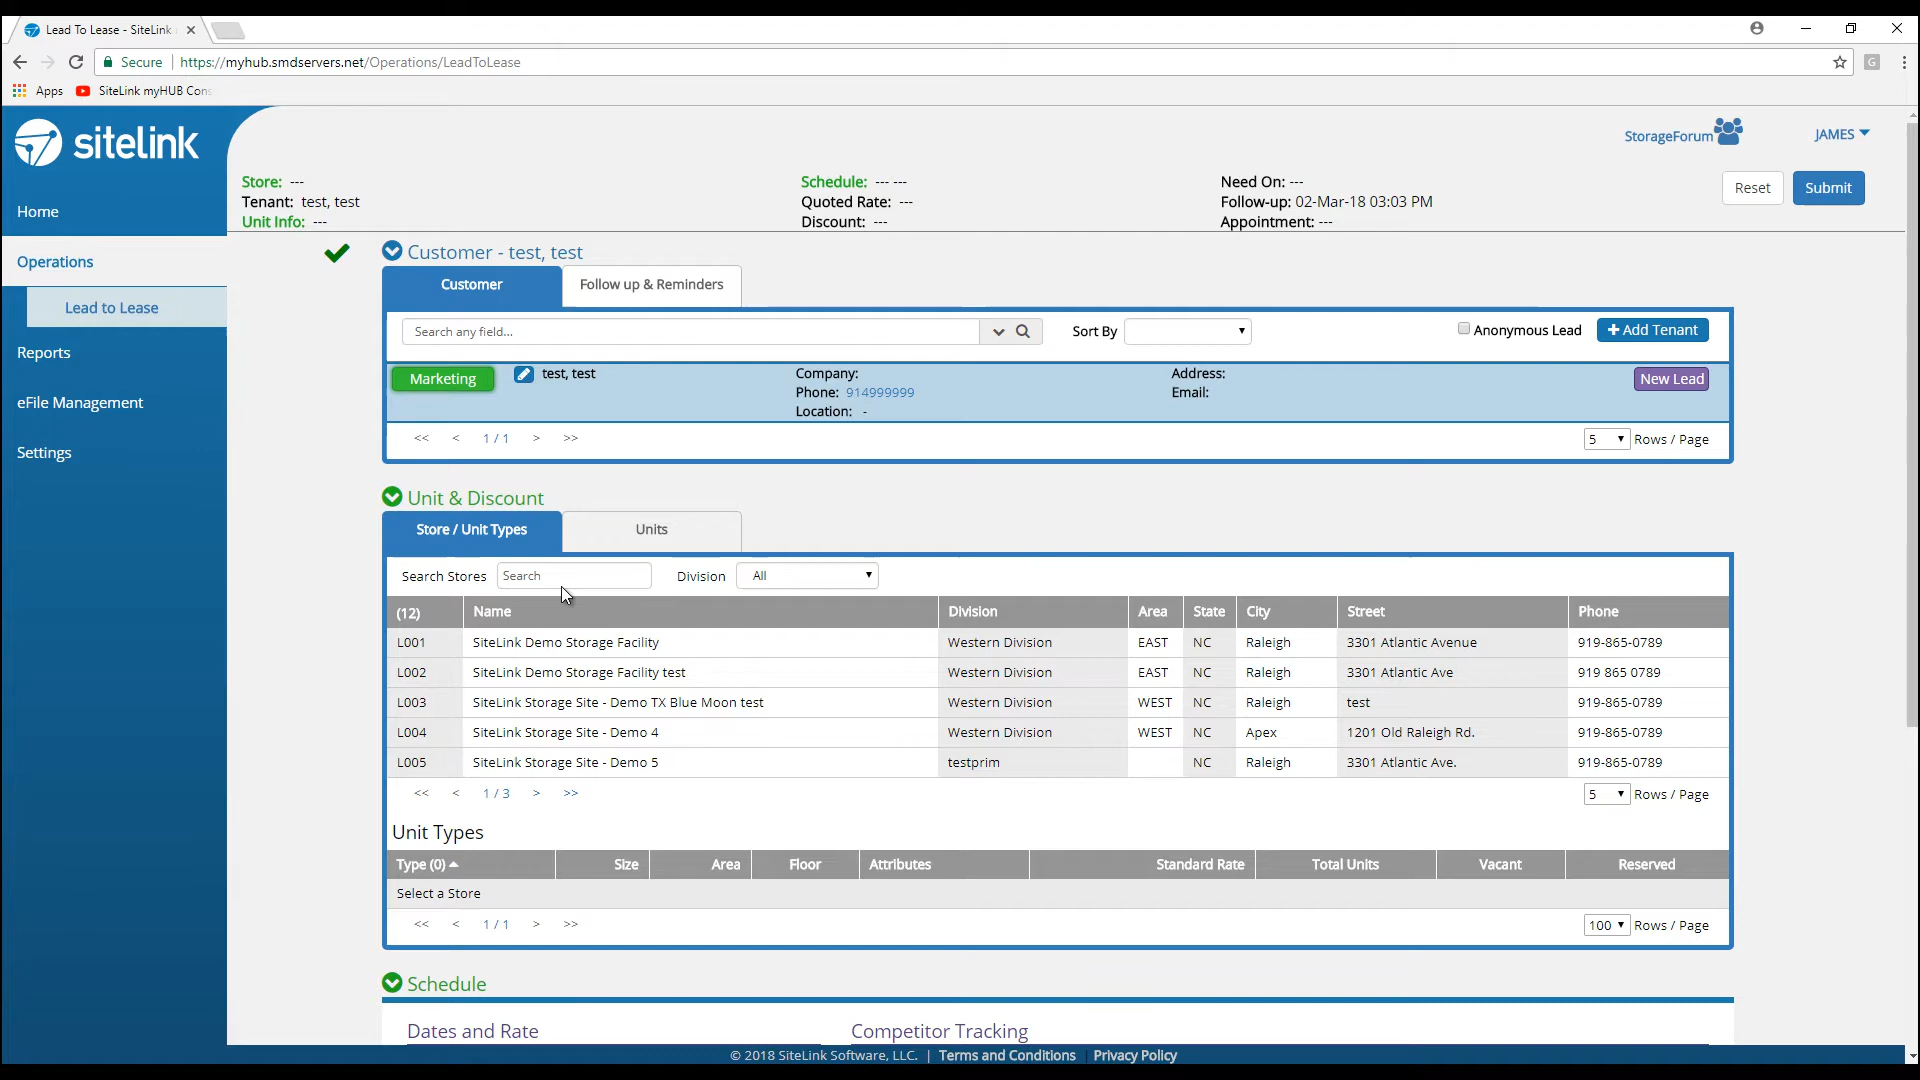 Lead To Lease - SiteLink
Secure | https://myhub.smdservers.net/Operations/LeadToLease
Apps SiteLink myHUB Cons
sitelink
StorageForum
JAMES
Home
Operations
Lead to Lease
Reports
eFile Management
Settings
Store: ---
Tenant: test, test
Unit Info: ---
Schedule: --- ---
Quoted Rate: ---
Discount: ---
Need On: ---
Follow-up: 02-Mar-18 03:03 PM
Appointment: ---
Reset
Submit
Customer - test, test
Customer
Follow up & Reminders
Search any field...
Sort By
Anonymous Lead
+ Add Tenant
Marketing
test, test
Company:
Phone: 914999999
Location: -
Address:
Email:
New Lead
<< < 1 / 1 > >>
5 Rows / Page
Unit & Discount
Store / Unit Types
Units
Search Stores Search Division All
(12) Name Division Area State City Street Phone
L001 SiteLink Demo Storage Facility Western Division EAST NC Raleigh 3301 Atlantic Avenue 919-865-0789
L002 SiteLink Demo Storage Facility test Western Division EAST NC Raleigh 3301 Atlantic Ave 919 865 0789
L003 SiteLink Storage Site - Demo TX Blue Moon test Western Division WEST NC Raleigh test 919-865-0789
L004 SiteLink Storage Site - Demo 4 Western Division WEST NC Apex 1201 Old Raleigh Rd. 919-865-0789
L005 SiteLink Storage Site - Demo 5 testprim NC Raleigh 3301 Atlantic Ave. 919-865-0789
<< < 1 / 3 > >>
5 Rows / Page
Unit Types
Type (0) Size Area Floor Attributes Standard Rate Total Units Vacant Reserved
Select a Store
<< < 1 / 1 > >>
100 Rows / Page
Schedule
Dates and Rate
Competitor Tracking
© 2018 SiteLink Software, LLC. | Terms and Conditions Privacy Policy